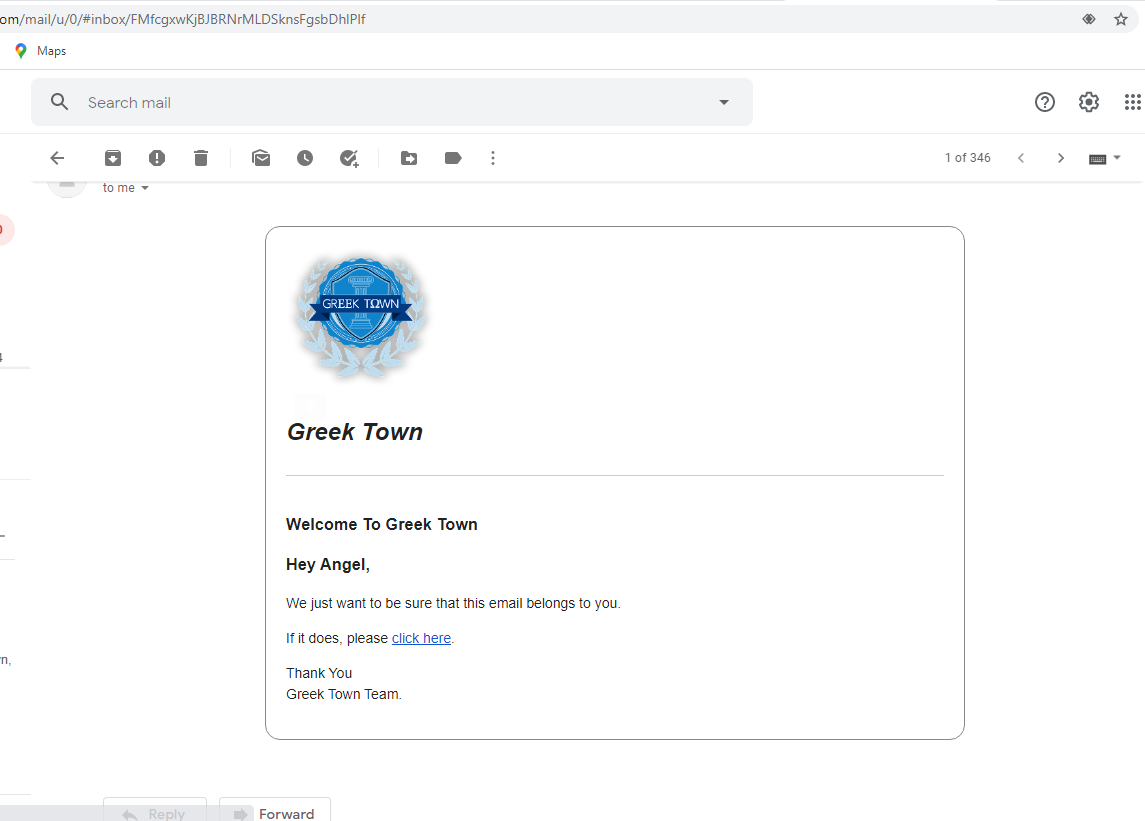 om/mail/u/0/#inbox/FMfcgxwKjBJBRNrMLDSknsFgsbDhlPlf
Maps
Search mail
1 of 346
to me
GREEK TΩWN
Greek Town
Welcome To Greek Town
Hey Angel,
We just want to be sure that this email belongs to you.
If it does, please click here.
Thank You
Greek Town Team.
Reply
Forward